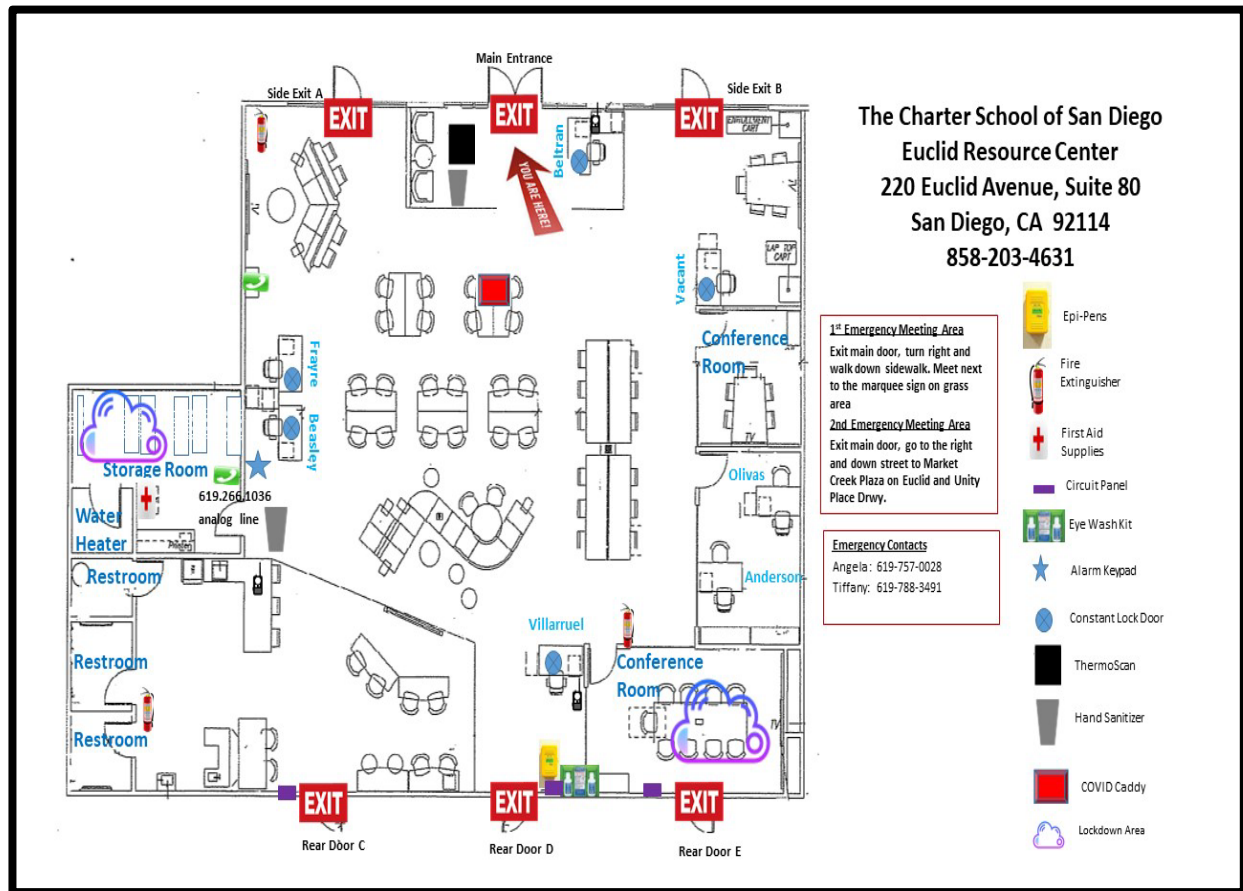 Main Entrance
Side Exit A
Side Exit B
EXIT
EXIT
EXIT
ENROLLMENT
CART
Beltran
YOU ARE HERE!
TV
TV
LAP TOP
CART
Vacant
Conference
Room
TV
Frayre
Beasley
Storage Room
619.266.1036
analog line
Water
Heater
Printer
Restroom
Restroom
Restroom
Olivas
Anderson
Villarruel
Conference
Room
TV
EXIT
EXIT
EXIT
Rear Door C
Rear Door D
Rear Door E
The Charter School of San Diego
Euclid Resource Center
220 Euclid Avenue, Suite 80
San Diego, CA 92114
858-203-4631
1st Emergency Meeting Area
Exit main door, turn right and
walk down sidewalk. Meet next
to the marquee sign on grass
area
2nd Emergency Meeting Area
Exit main door, go to the right
and down street to Market
Creek Plaza on Euclid and Unity
Place Drwy.
Emergency Contacts
Angela: 619-757-0028
Tiffany: 619-788-3491
Epi-Pens
Fire
Extinguisher
First Aid
Supplies
Circuit Panel
Eye Wash Kit
Alarm Keypad
Constant Lock Door
ThermoScan
Hand Sanitizer
COVID Caddy
Lockdown Area